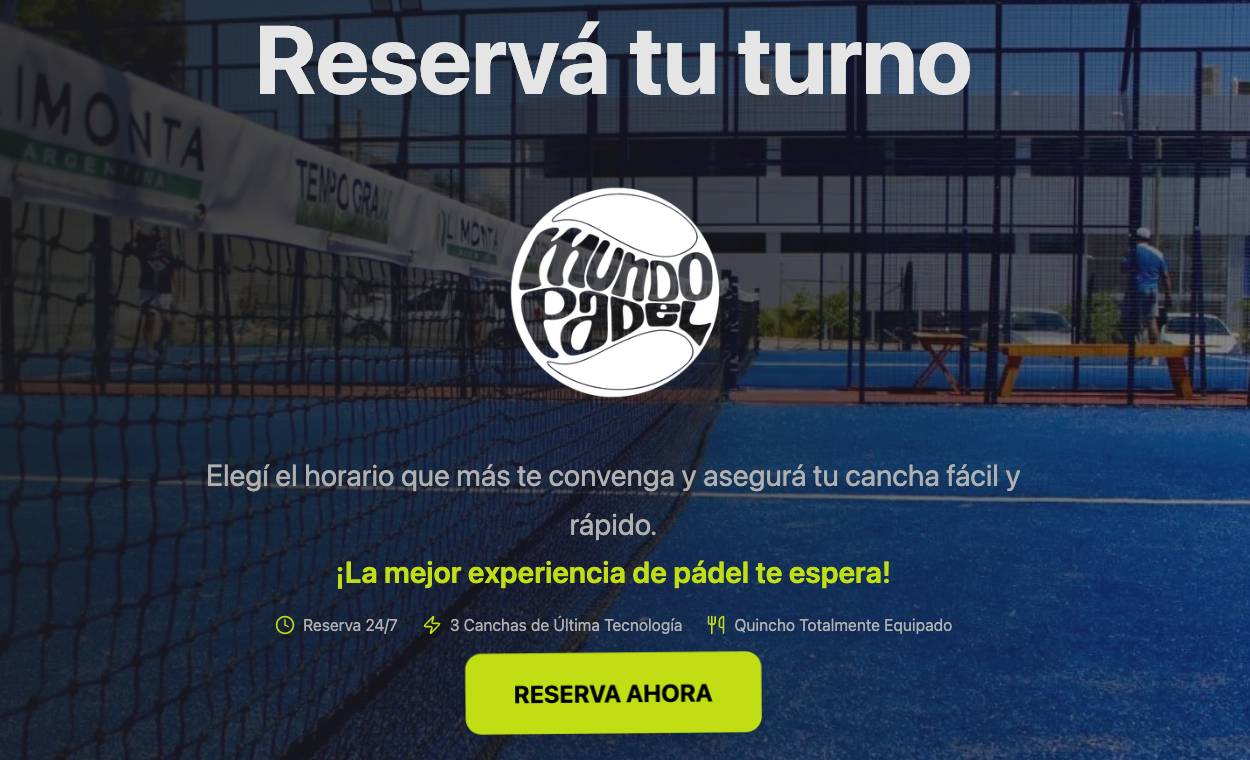 Reservá tu turno
LIMONTA
ARGENTINA
TEMPO GRASS
LIMONTA
MUNDO
PADEL
Elegí el horario que más te convenga y asegurá tu cancha fácil y
rápido.
¡La mejor experiencia de pádel te espera!
Reserva 24/7
3 Canchas de Última Tecnología
Quincho Totalmente Equipado
RESERVA AHORA